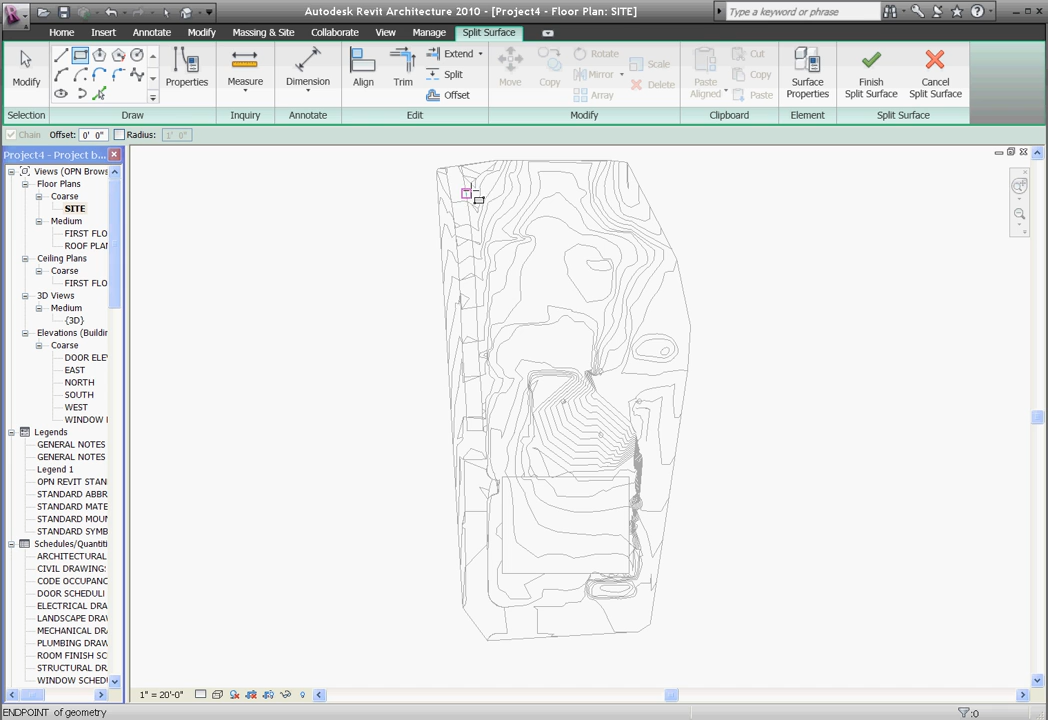 Autodesk Revit Architecture 2010 - [Project4 - Floor Plan: SITE]
Type a keyword or phrase
Home Insert Annotate Modify Massing & Site Collaborate View Manage Split Surface
Extend Rotate Scale Cut
Modify Properties Measure Dimension Align Trim Split Move Copy Mirror Delete Paste Aligned Copy Surface Properties Finish Split Surface Cancel Split Surface
Offset Array Paste
Selection Draw Inquiry Annotate Edit Modify Clipboard Element Split Surface
Chain Offset: 0' 0" Radius: 1' 0"
Project4 - Project b...
Views (OPN Brows
Floor Plans
Coarse
SITE
Medium
FIRST FLO
ROOF PLAN
Ceiling Plans
Coarse
FIRST FLO
3D Views
Medium
{3D}
Elevations (Buildin
Coarse
DOOR ELEV
EAST
NORTH
SOUTH
WEST
WINDOW
Legends
GENERAL NOTES
GENERAL NOTES
Legend 1
OPN REVIT STAN
STANDARD ABBR
STANDARD MATE
STANDARD MOUN
STANDARD SYMB
Schedules/Quantiti
ARCHITECTURAL
CIVIL DRAWING
CODE OCCUPANC
DOOR SCHEDULI
ELECTRICAL DRA
LANDSCAPE DRAW
MECHANICAL DRA
PLUMBING DRAW
ROOM FINISH SC
STRUCTURAL DR
WINDOW SCHEDU
1" = 20'-0"
ENDPOINT of geometry
:0